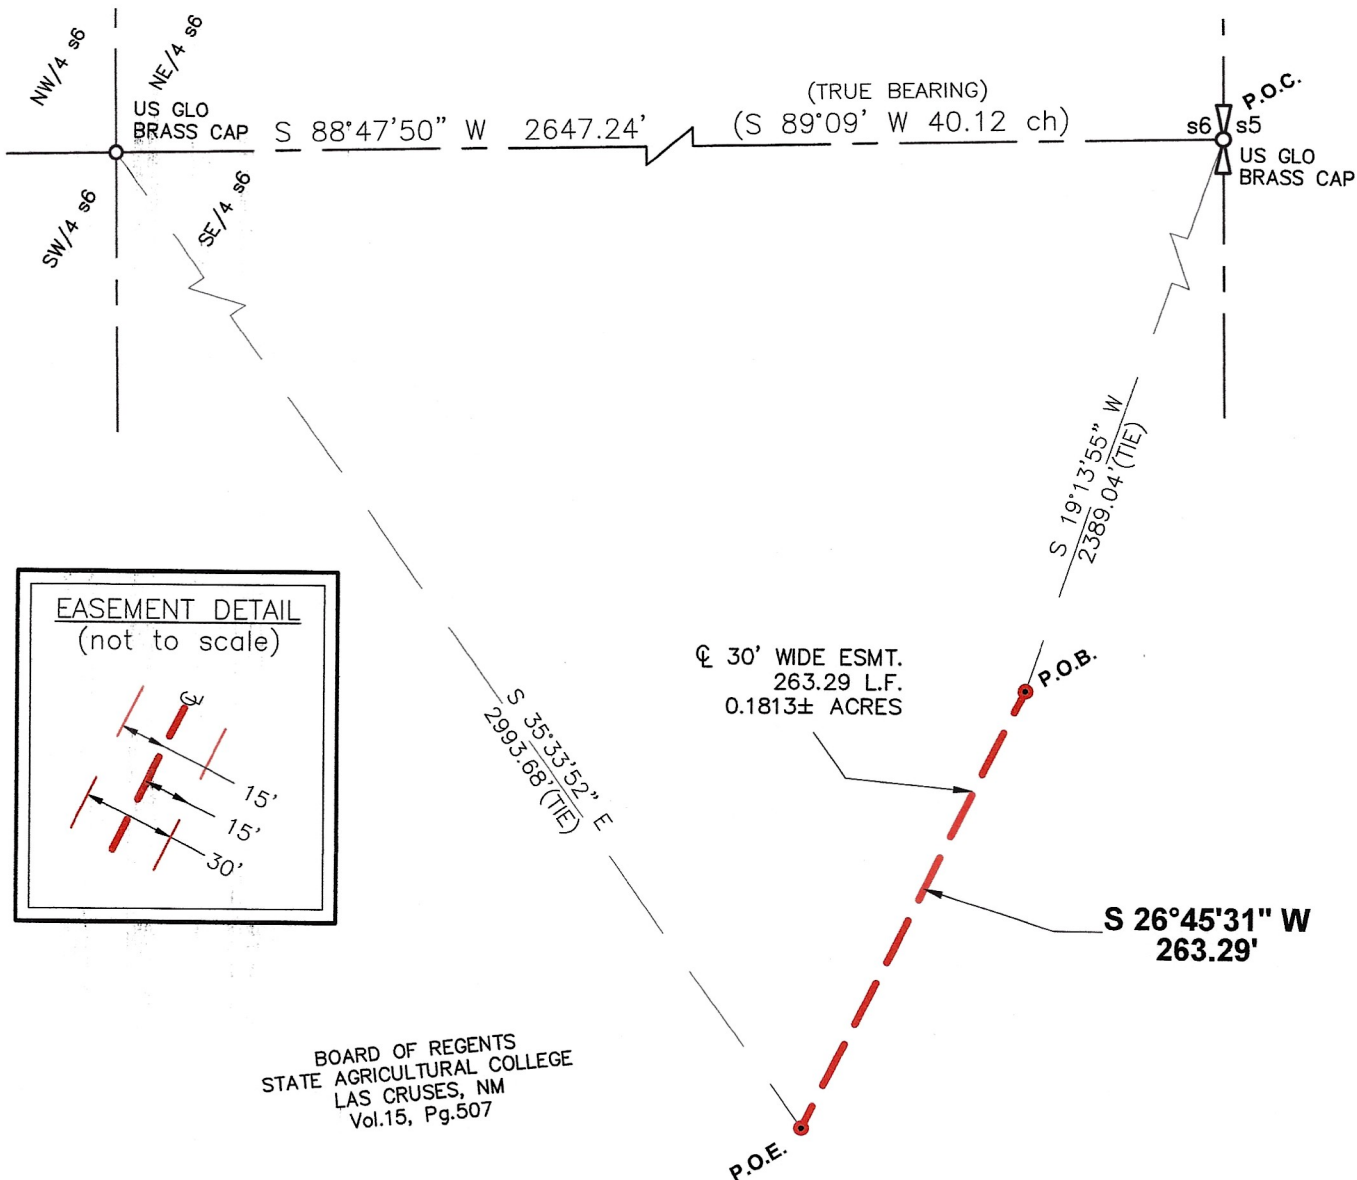 NW/4 s6
NE/4 s6
US GLO
BRASS CAP
SW/4 s6
SE/4 s6
S 88°47'50" W 2647.24'
(TRUE BEARING)
(S 89°09' W 40.12 ch)
P.O.C.
s6 s5
US GLO
BRASS CAP
S 19°13'55" W
2389.04'(TIE)
EASEMENT DETAIL
(not to scale)
℄
15'
15'
30'
S 35°33'52" E
2993.68'(TIE)
℄ 30' WIDE ESMT.
263.29 L.F.
0.1813± ACRES
P.O.B.
S 26°45'31" W
263.29'
BOARD OF REGENTS
STATE AGRICULTURAL COLLEGE
LAS CRUSES, NM
Vol.15, Pg.507
P.O.E.